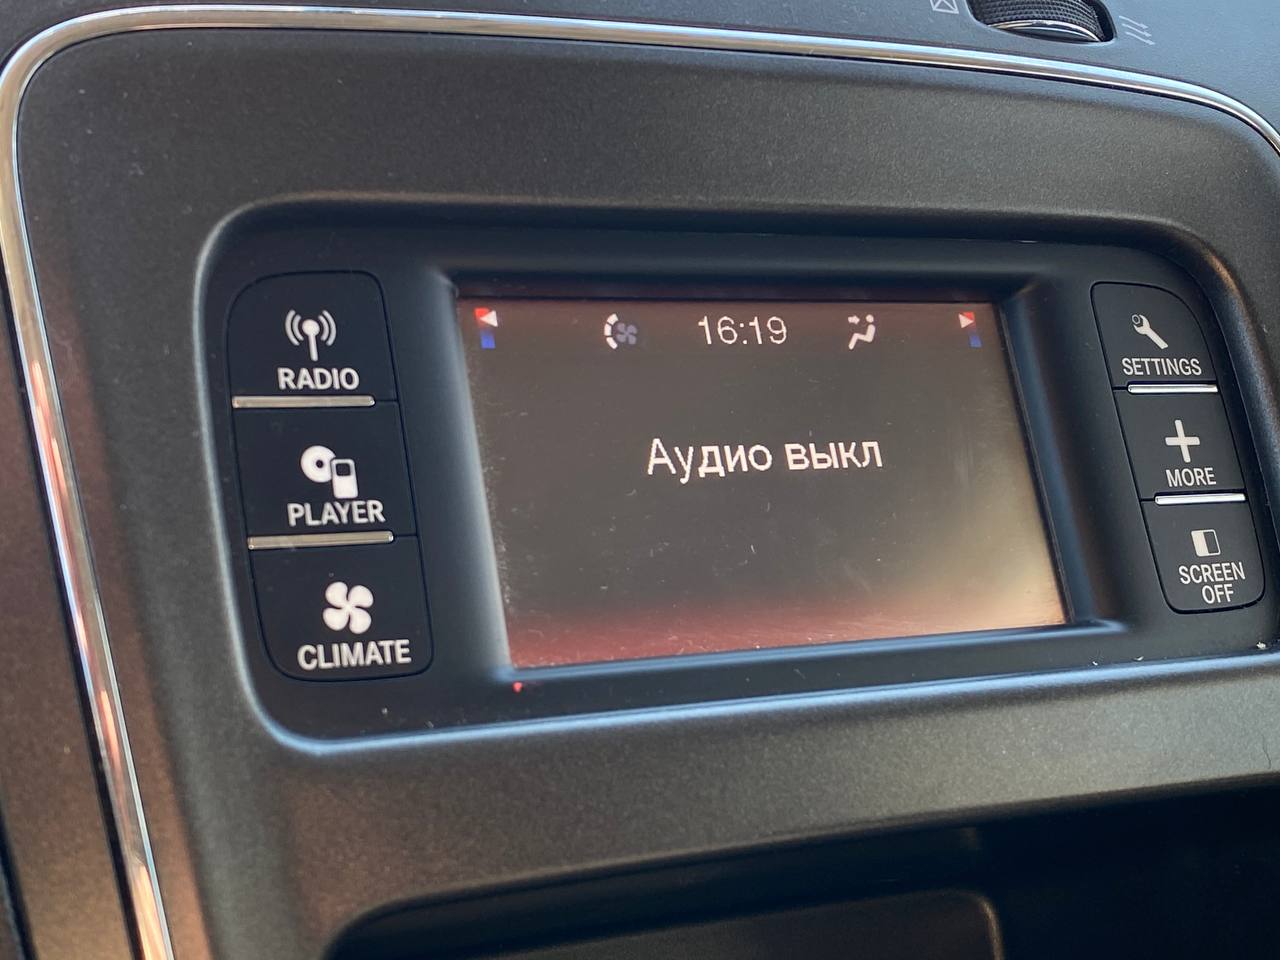 RADIO
PLAYER
CLIMATE
16:19
Аудио выкл
SETTINGS
MORE
SCREEN
OFF